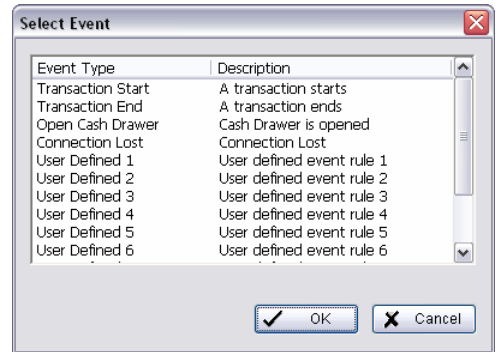 Select Event
Event Type Description
Transaction Start A transaction starts
Transaction End A transaction ends
Open Cash Drawer Cash Drawer is opened
Connection Lost Connection Lost
User Defined 1 User defined event rule 1
User Defined 2 User defined event rule 2
User Defined 3 User defined event rule 3
User Defined 4 User defined event rule 4
User Defined 5 User defined event rule 5
User Defined 6 User defined event rule 6
OK Cancel